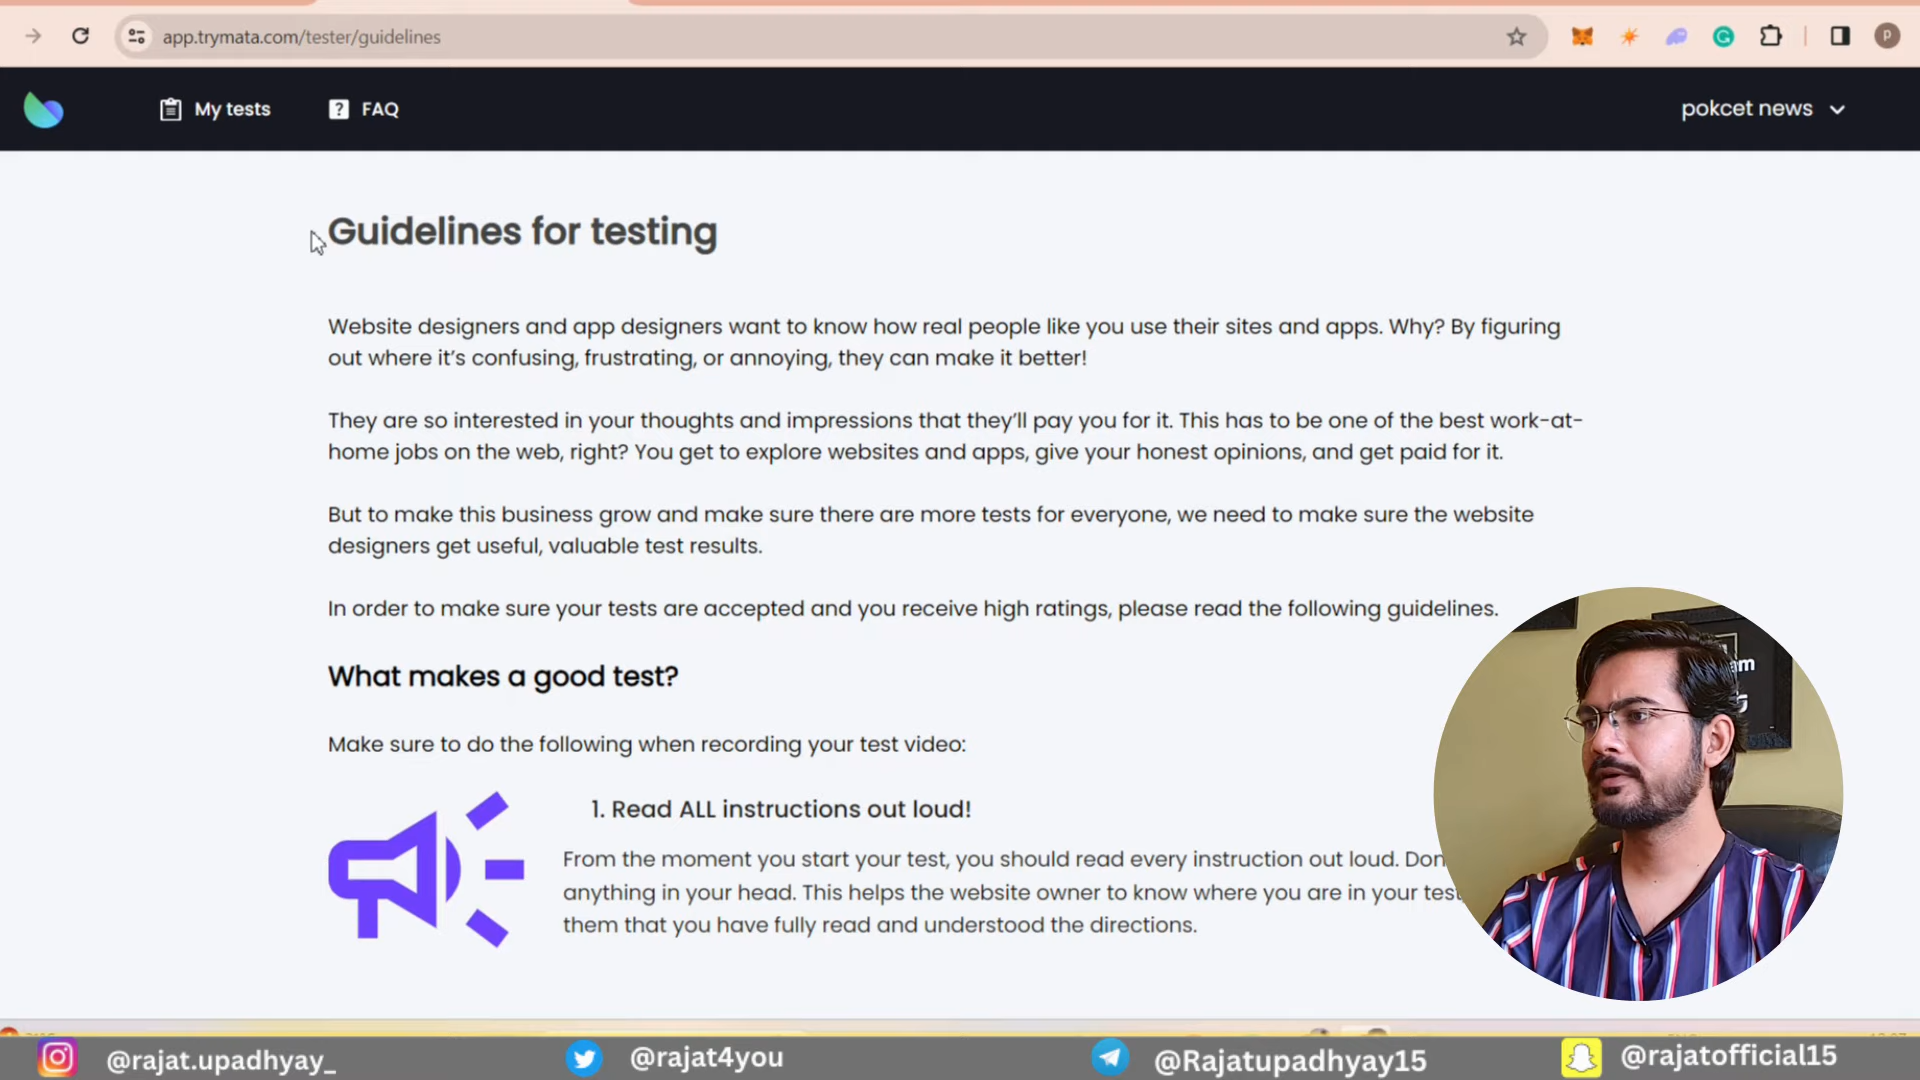 app.trymata.com/tester/guidelines
My tests
FAQ
pokcet news
Guidelines for testing
Website designers and app designers want to know how real people like you use their sites and apps. Why? By figuring
out where it's confusing, frustrating, or annoying, they can make it better!
They are so interested in your thoughts and impressions that they'll pay you for it. This has to be one of the best work-at-
home jobs on the web, right? You get to explore websites and apps, give your honest opinions, and get paid for it.
But to make this business grow and make sure there are more tests for everyone, we need to make sure the website
designers get useful, valuable test results.
In order to make sure your tests are accepted and you receive high ratings, please read the following guidelines.
What makes a good test?
Make sure to do the following when recording your test video:
1. Read ALL instructions out loud!
From the moment you start your test, you should read every instruction out loud. Don
anything in your head. This helps the website owner to know where you are in your test,
them that you have fully read and understood the directions.
@rajat.upadhyay_
@rajat4you
@Rajatupadhyay15
@rajatofficial15